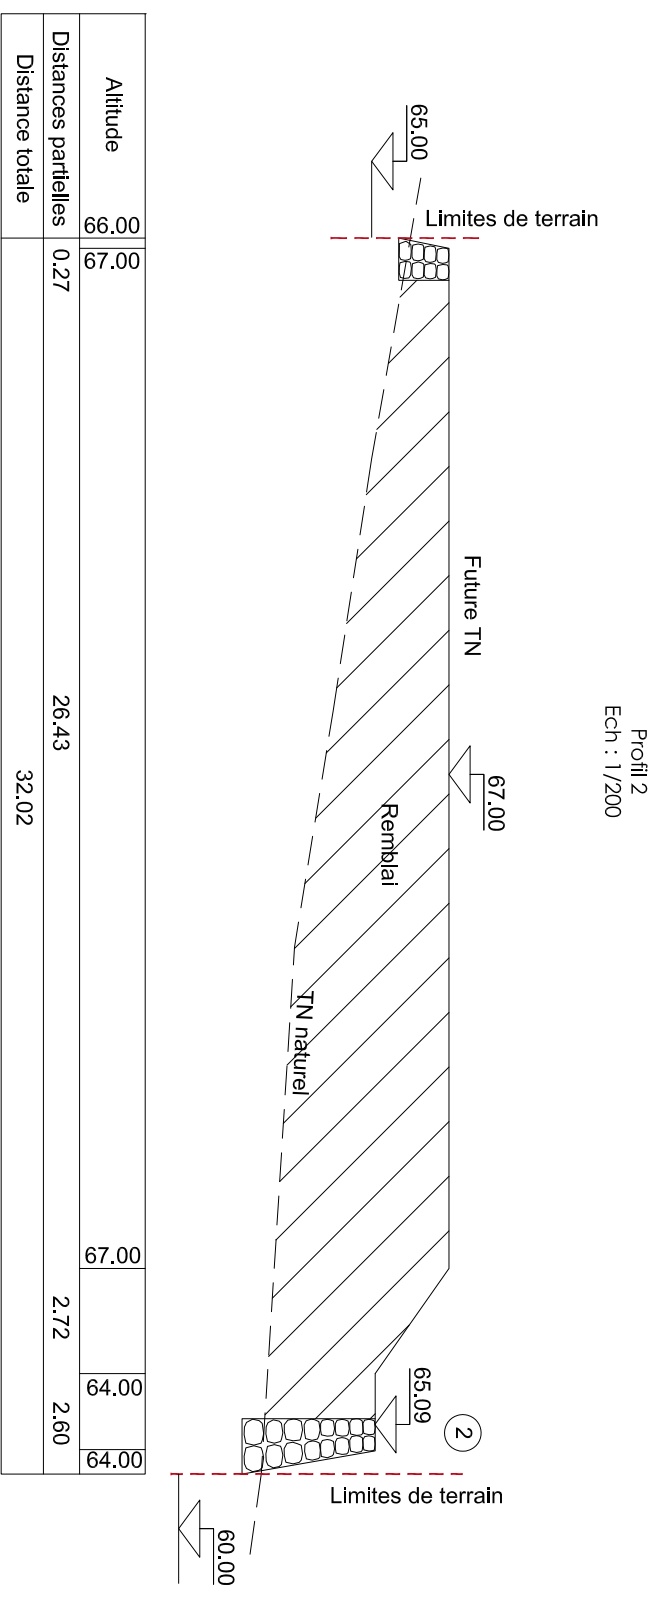 Profil 2
Ech : 1/200
65.00
Limites de terrain
Future TN
67.00
Remblai
TN naturel
65.09
2
Limites de terrain
60.00
Altitude
66.00
67.00
67.00
64.00
64.00
Distances partielles
0.27
26.43
2.72
2.60
Distance totale
32.02